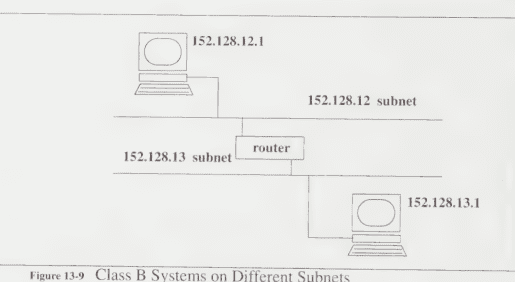 152.128.12.1
152.128.12 subnet
router
152.128.13 subnet
152.128.13.1
Figure 13-9 Class B Systems on Different Subnets